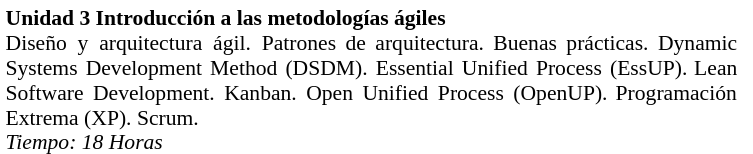 Unidad 3 Introducción a las metodologías ágiles
Diseño y arquitectura ágil. Patrones de arquitectura. Buenas prácticas. Dynamic
Systems Development Method (DSDM). Essential Unified Process (EssUP). Lean
Software Development. Kanban. Open Unified Process (OpenUP). Programación
Extrema (XP). Scrum.
Tiempo: 18 Horas